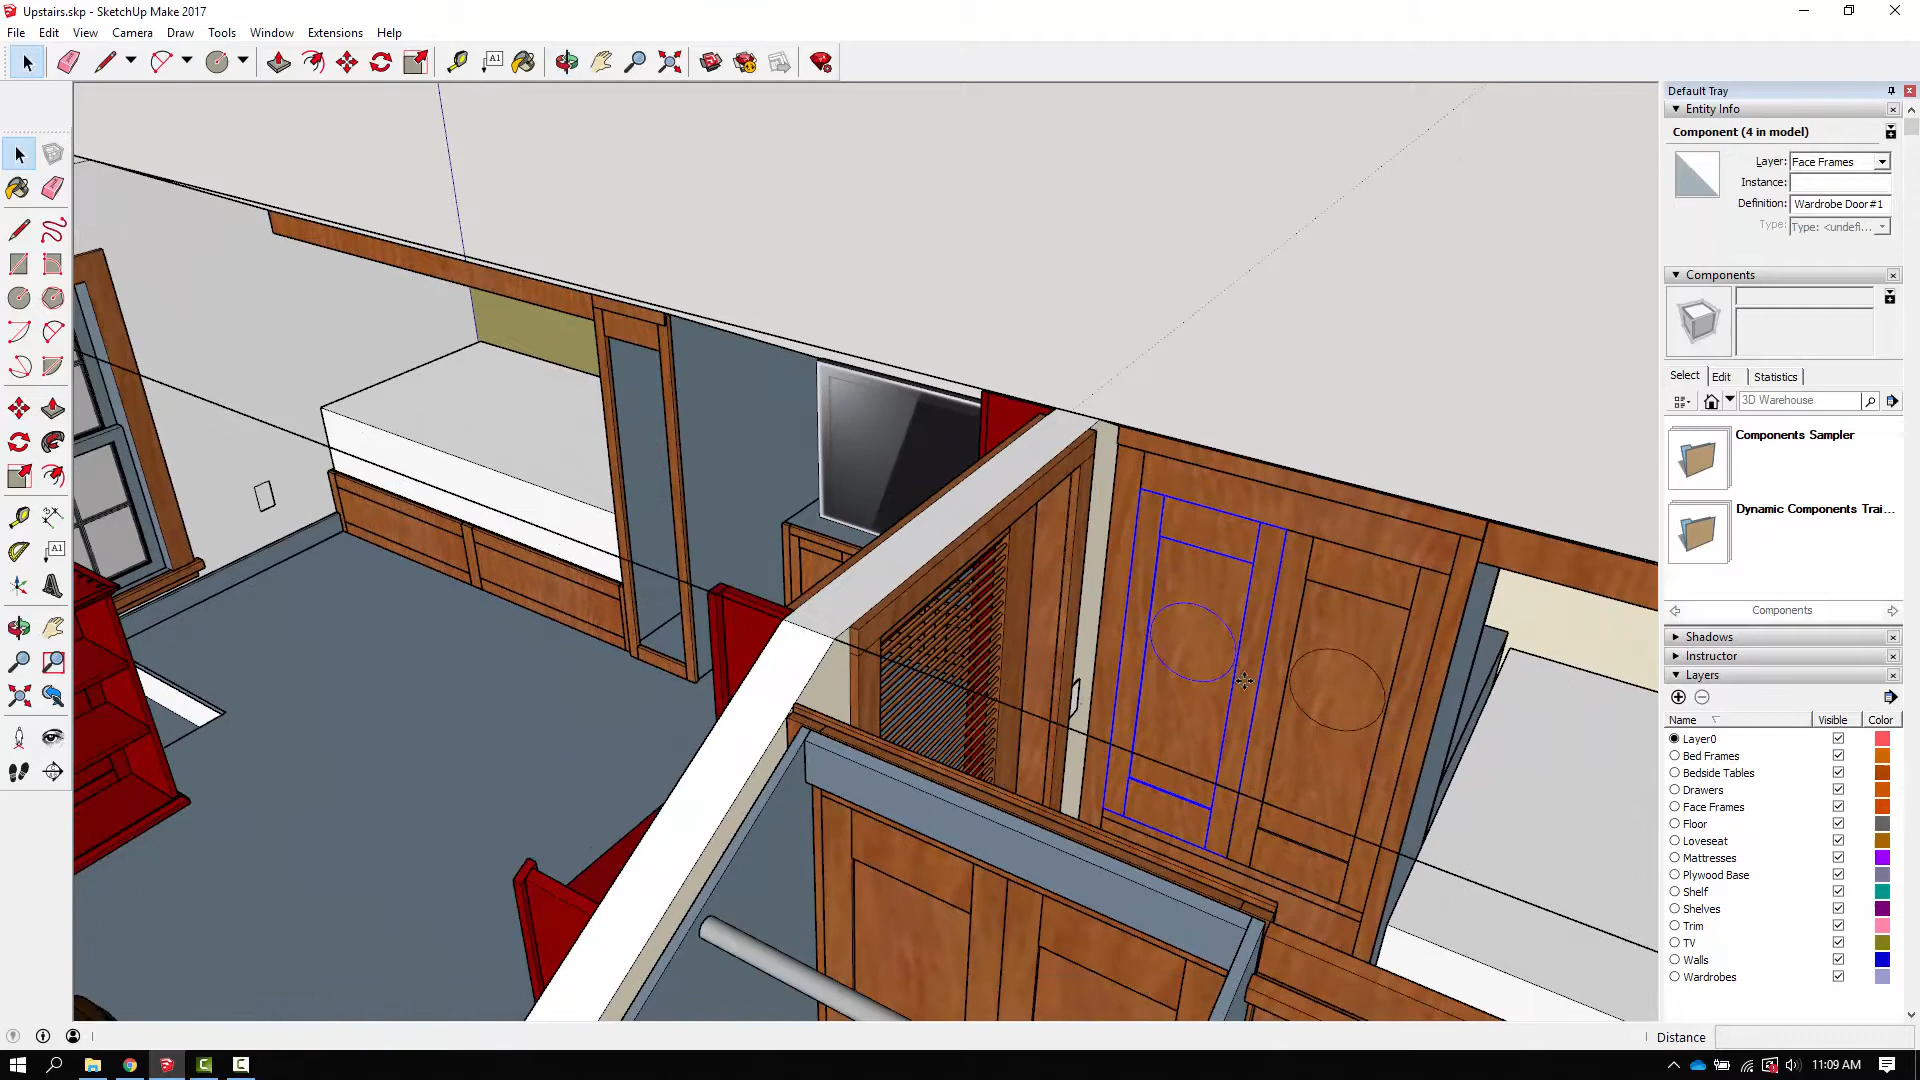 Upstairs.skp - SketchUp Make 2017
File Edit View Camera Draw Tools Window Extensions Help
A1
Default Tray
Entity Info
Component (4 in model)
Layer: Face Frames
Instance:
Definition: Wardrobe Door#1
Type: Type: <undefi...
Components
Select Edit Statistics
3D Warehouse
Components Sampler
Dynamic Components Trai...
Components
Shadows
Instructor
Layers
Name Visible Color
Layer0
Bed Frames
Bedside Tables
Drawers
Face Frames
Floor
Loveseat
Mattresses
Plywood Base
Shelf
Shelves
Trim
TV
Walls
Wardrobes
A1
Distance
11:09 AM